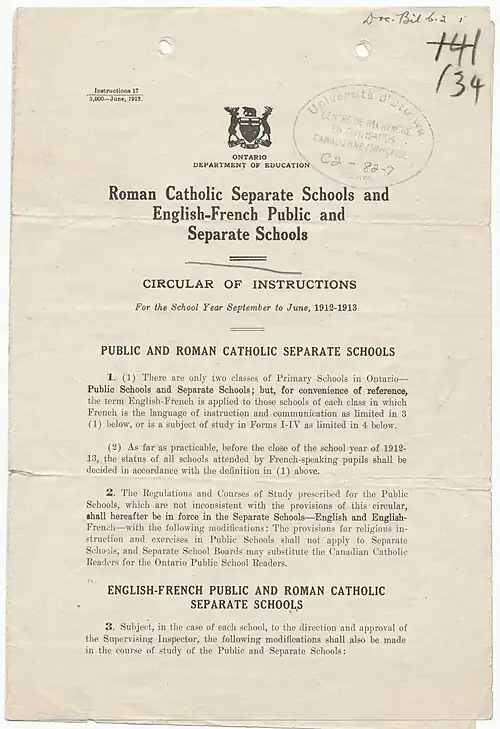 Doc. Bil 6.2 i
141
134
Instructions 17
3,000—June, 1912.
Université d'Ottawa
CENTRE DE RECHERCHE
EN CIVILISATION
CANADIENNE-FRANÇAISE
C2 - 82-7
ONTARIO
DEPARTMENT OF EDUCATION
Roman Catholic Separate Schools and
English-French Public and
Separate Schools
CIRCULAR OF INSTRUCTIONS
For the School Year September to June, 1912-1913
PUBLIC AND ROMAN CATHOLIC SEPARATE SCHOOLS
1. (1) There are only two classes of Primary Schools in Ontario—
Public Schools and Separate Schools; but, for convenience of reference,
the term English-French is applied to those schools of each class in which
French is the language of instruction and communication as limited in 3
(1) below, or is a subject of study in Forms I-IV as limited in 4 below.
(2) As far as practicable, before the close of the school year of 1912-
13, the status of all schools attended by French-speaking pupils shall be
decided in accordance with the definition in (1) above.
2. The Regulations and Courses of Study prescribed for the Public
Schools, which are not inconsistent with the provisions of this circular,
shall hereafter be in force in the Separate Schools—English and English-
French—with the following modifications: The provisions for religious in-
struction and exercises in Public Schools shall not apply to Separate
Schools, and Separate School Boards may substitute the Canadian Catholic
Readers for the Ontario Public School Readers.
ENGLISH-FRENCH PUBLIC AND ROMAN CATHOLIC
SEPARATE SCHOOLS
3. Subject, in the case of each school, to the direction and approval of
the Supervising Inspector, the following modifications shall also be made
in the course of study of the Public and Separate Schools: